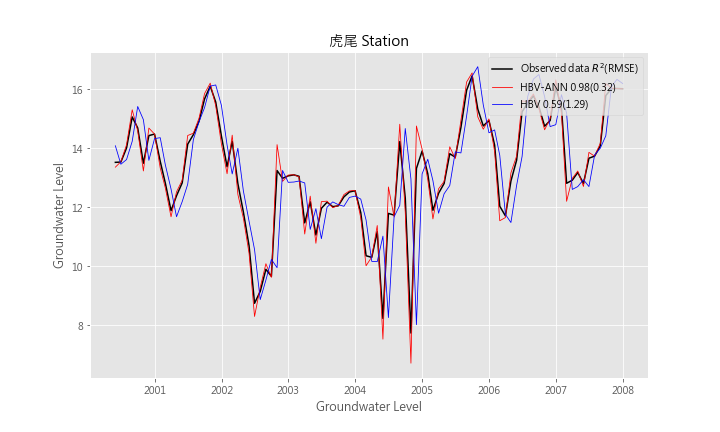 虎尾 Station
Observed data R²(RMSE)
HBV-ANN 0.98(0.32)
HBV 0.59(1.29)
Groundwater Level
16
14
12
10
8
2001 2002 2003 2004 2005 2006 2007 2008
Groundwater Level